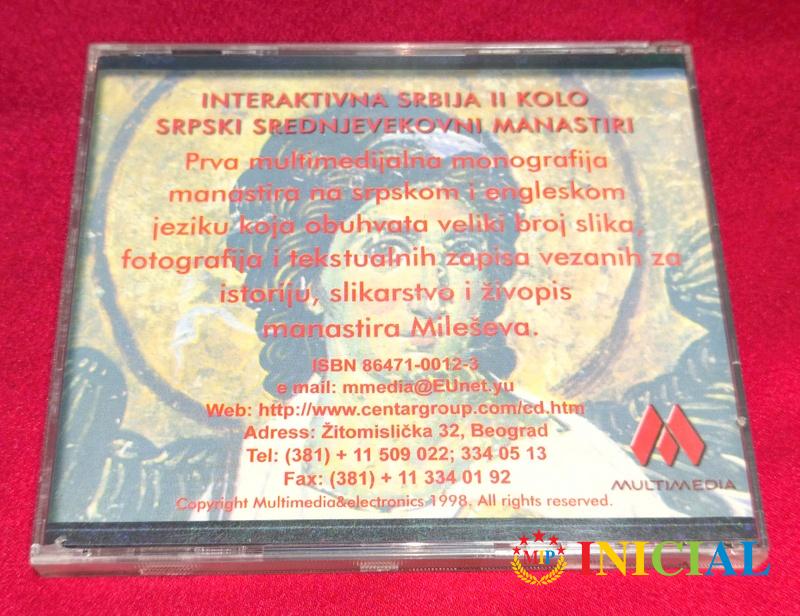 INTERAKTIVNA SRBIJA II KOLO
SRPSKI SREDNJEVEKOVNI MANASTIRI
Prva multimedijalna monografija
manastira na srpskom i engleskom
jeziku koja obuhvata veliki broj slika,
fotografija i tekstualnih zapisa vezanih za
istoriju, slikarstvo i živopis
manastira Mileševa.
ISBN 86471-0012-3
e mail: mmedia@EUnet.yu
Web: http://www.centargroup.com/cd.htm
Adress: Žitomislička 32, Beograd
Tel: (381) + 11 509 022; 334 05 13
Fax: (381) + 11 334 01 92
Copyright Multimedia&electronics 1998. All rights reserved.
MULTIMEDIA
MIP INICIAL